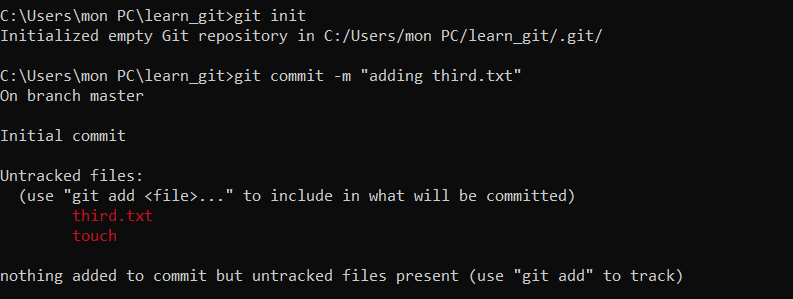 C:\Users\mon PC\learn_git>git init
Initialized empty Git repository in C:/Users/mon PC/learn_git/.git/
C:\Users\mon PC\learn_git>git commit -m "adding third.txt"
On branch master
Initial commit
Untracked files:
(use "git add <file>..." to include in what will be committed)
third.txt
touch
nothing added to commit but untracked files present (use "git add" to track)